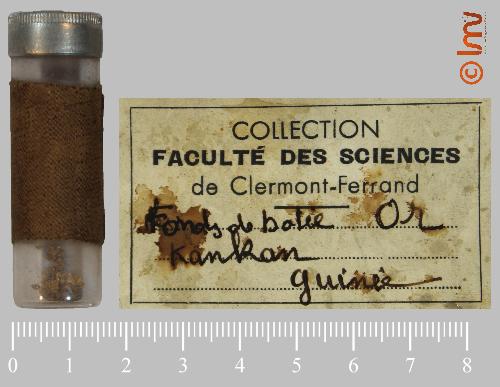 © lmv
COLLECTION
FACULTÉ DES SCIENCES
de Clermont-Ferrand
Fonds de batée Or
Kankan
Guinée
0 1 2 3 4 5 6 7 8